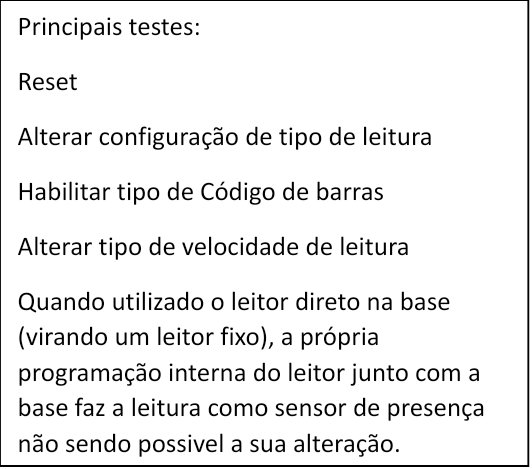 Principais testes:
Reset
Alterar configuração de tipo de leitura
Habilitar tipo de Código de barras
Alterar tipo de velocidade de leitura
Quando utilizado o leitor direto na base
(virando um leitor fixo), a própria
programação interna do leitor junto com a
base faz a leitura como sensor de presença
não sendo possivel a sua alteração.